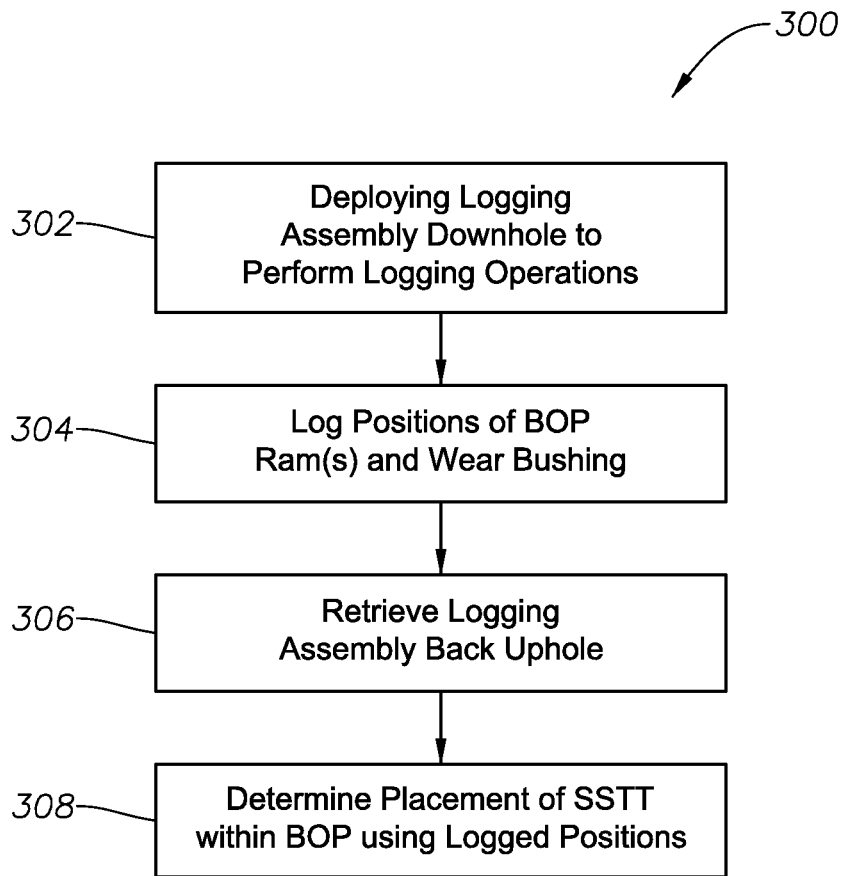 300
302
Deploying Logging
Assembly Downhole to
Perform Logging Operations
304
Log Positions of BOP
Ram(s) and Wear Bushing
306
Retrieve Logging
Assembly Back Uphole
308
Determine Placement of SSTT
within BOP using Logged Positions